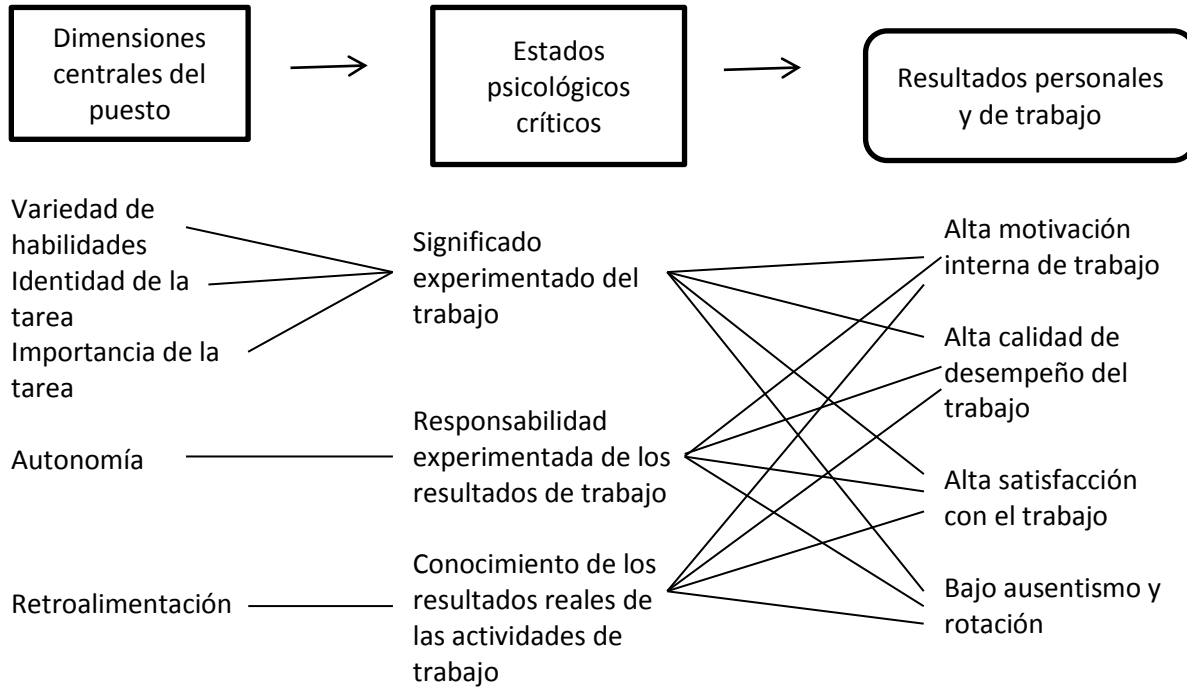 Dimensiones
centrales del
puesto
Estados
psicológicos
críticos
Resultados personales
y de trabajo
Variedad de
habilidades
Identidad de la
tarea
Importancia de la
tarea
Autonomía
Retroalimentación
Significado
experimentado del
trabajo
Responsabilidad
experimentada de los
resultados de trabajo
Conocimiento de los
resultados reales de
las actividades de
trabajo
Alta motivación
interna de trabajo
Alta calidad de
desempeño del
trabajo
Alta satisfacción
con el trabajo
Bajo ausentismo y
rotación